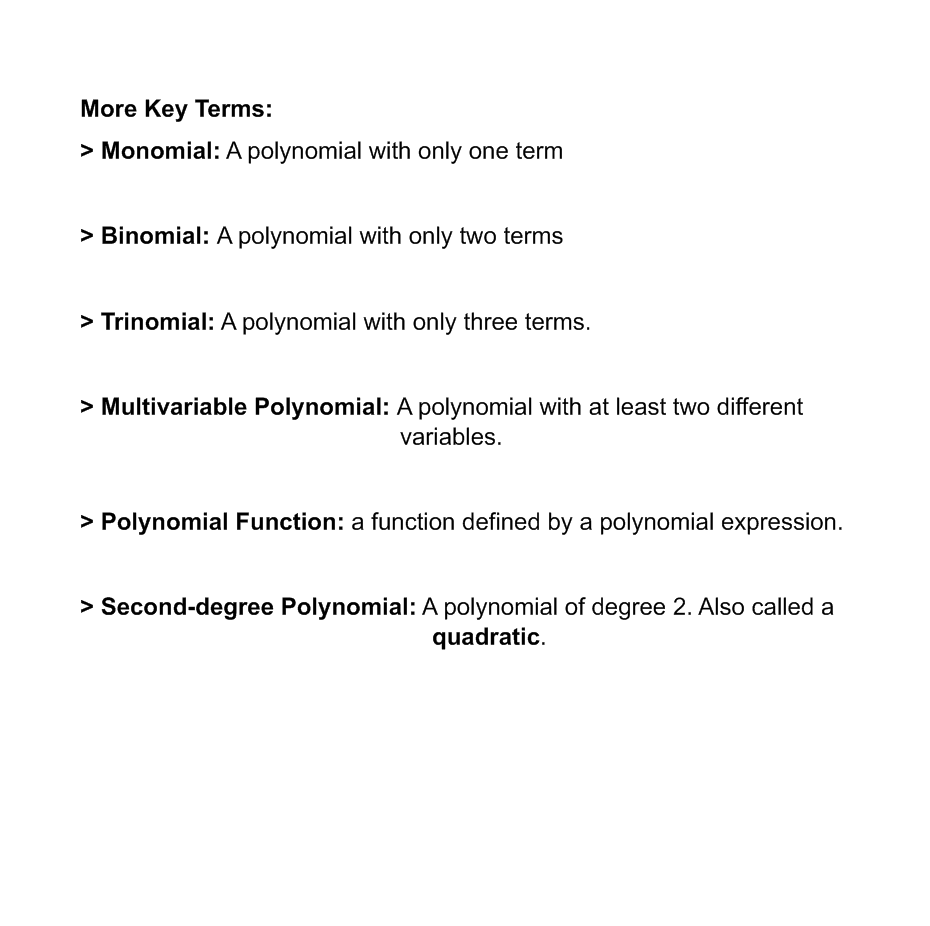 More Key Terms:
> Monomial: A polynomial with only one term
> Binomial: A polynomial with only two terms
> Trinomial: A polynomial with only three terms.
> Multivariable Polynomial: A polynomial with at least two different
variables.
> Polynomial Function: a function defined by a polynomial expression.
> Second-degree Polynomial: A polynomial of degree 2. Also called a
quadratic.